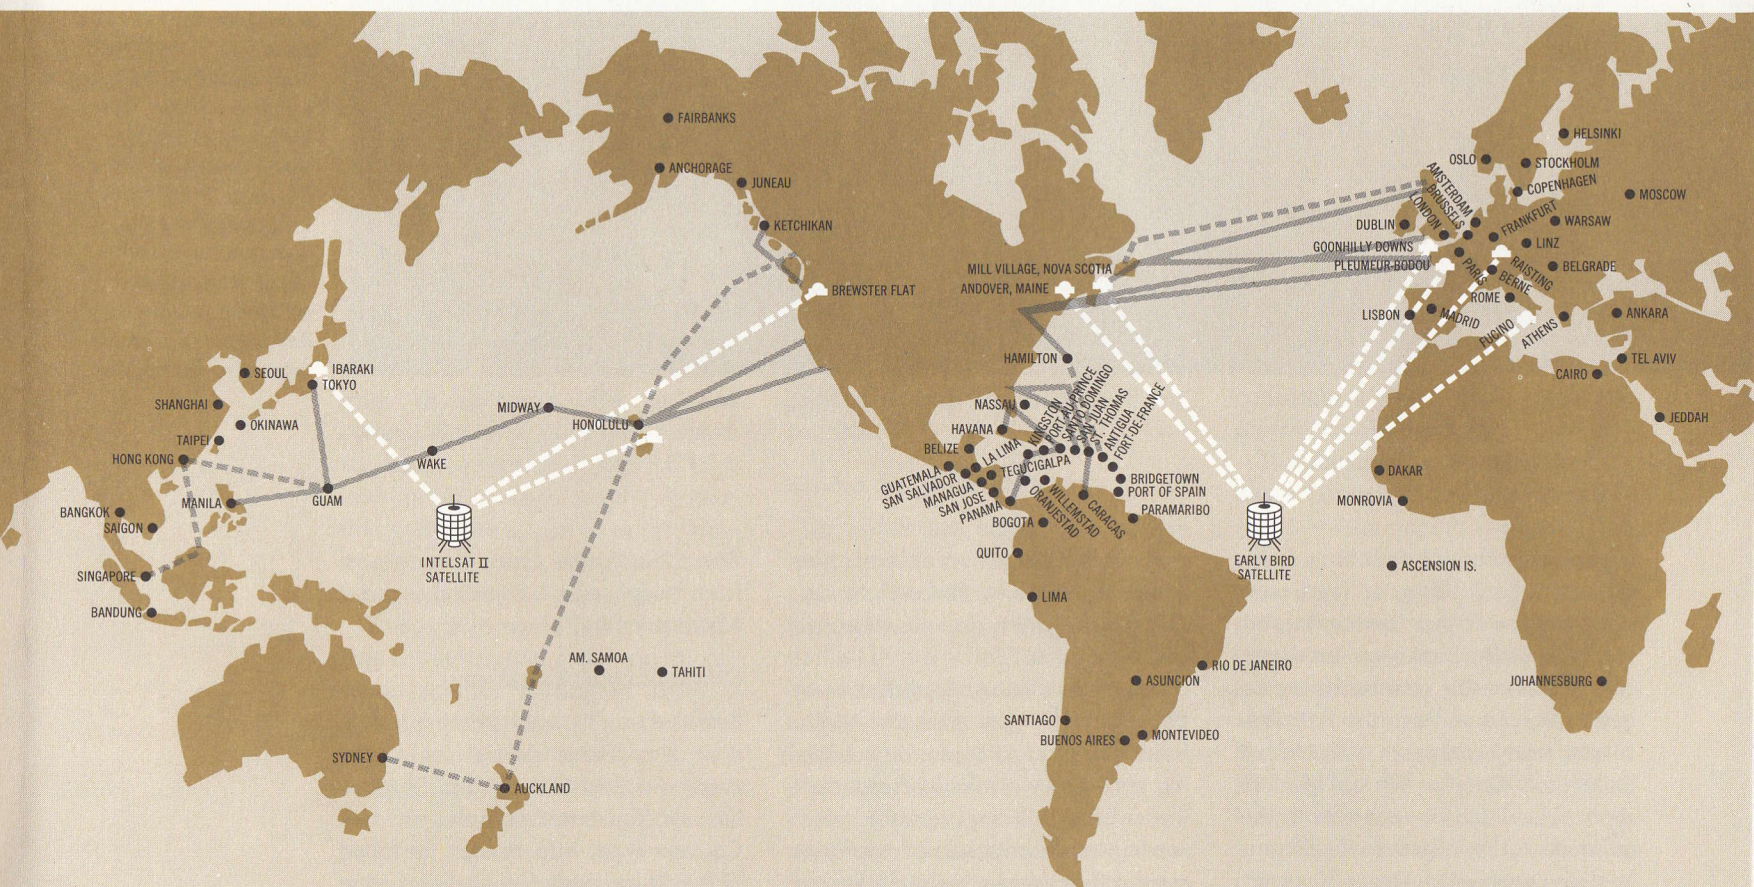 FAIRBANKS
ANCHORAGE
JUNEAU
KETCHIKAN
BREWSTER FLAT
IBARAKI
TOKYO
SEOUL
SHANGHAI
OKINAWA
TAIPEI
HONG KONG
MANILA
BANGKOK
SAIGON
SINGAPORE
BANDUNG
GUAM
WAKE
MIDWAY
HONOLULU
INTELSAT II
SATELLITE
AM. SAMOA
TAHITI
SYDNEY
AUCKLAND
MILL VILLAGE, NOVA SCOTIA
ANDOVER, MAINE
HAMILTON
NASSAU
HAVANA
BELIZE
LA LIMA
GUATEMALA
SAN SALVADOR
TEGUCIGALPA
MANAGUA
SAN JOSE
PANAMA
KINGSTON
PORT-AU-PRINCE
SANTO DOMINGO
SAN JUAN
ST. THOMAS
ANTIGUA
FORT-DE-FRANCE
BRIDGETOWN
PORT OF SPAIN
PARAMARIBO
CARACAS
WILLEMSTAD
ORANJESTAD
BOGOTA
QUITO
LIMA
RIO DE JANEIRO
ASUNCION
SANTIAGO
BUENOS AIRES
MONTEVIDEO
EARLY BIRD
SATELLITE
HELSINKI
OSLO
STOCKHOLM
COPENHAGEN
MOSCOW
AMSTERDAM
BRUSSELS
LONDON
DUBLIN
FRANKFURT
WARSAW
GOONHILLY DOWNS
LINZ
PLEUMEUR-BODOU
PARIS
RAISTING
BERNE
BELGRADE
ROME
LISBON
MADRID
FUCINO
ATHENS
ANKARA
TEL AVIV
CAIRO
JEDDAH
DAKAR
MONROVIA
ASCENSION IS.
JOHANNESBURG